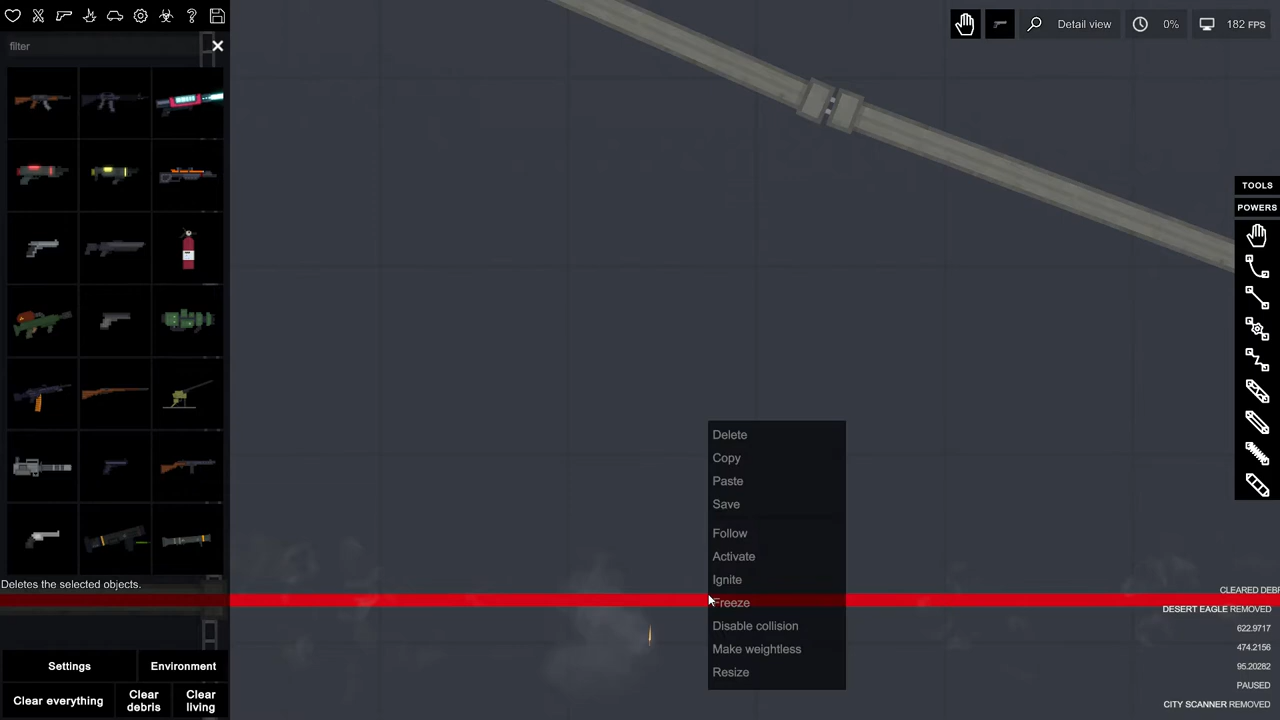 filter
Detail view
0%
182 FPS
TOOLS
POWERS
Delete
Copy
Paste
Save
Follow
Activate
Ignite
Freeze
Disable collision
Make weightless
Resize
Deletes the selected objects.
CLEARED DEBR
DESERT EAGLE REMOVED
622.9717
474.2156
95.20282
PAUSED
CITY SCANNER REMOVED
Settings
Environment
Clear everything
Clear debris
Clear living